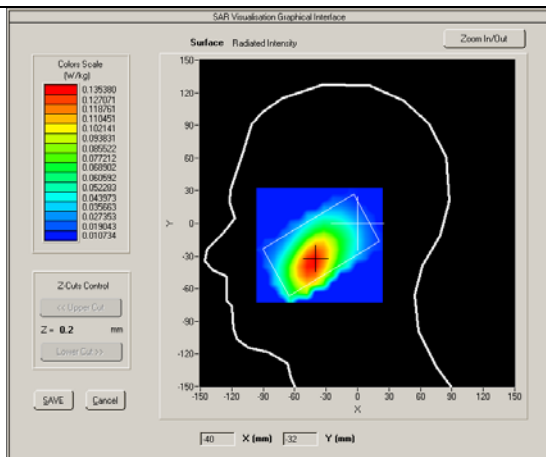 SAR Visualisation Graphical Interface
Surface Radiated Intensity
Zoom In/Out
Colors Scale
(W/kg)
0.135380
0.127071
0.118761
0.110451
0.102141
0.093831
0.085522
0.077212
0.068902
0.060592
0.052283
0.043973
0.035663
0.027353
0.019043
0.010734
Z-Cuts Control
<< Upper Cut
Z = 0.2 mm
Lower Cut >>
SAVE Cancel
Y
150
120
90
60
30
0
-30
-60
-90
-120
-150
-150 -120 -90 -60 -30 0 30 60 90 120 150
X
-40 X (mm) -32 Y (mm)